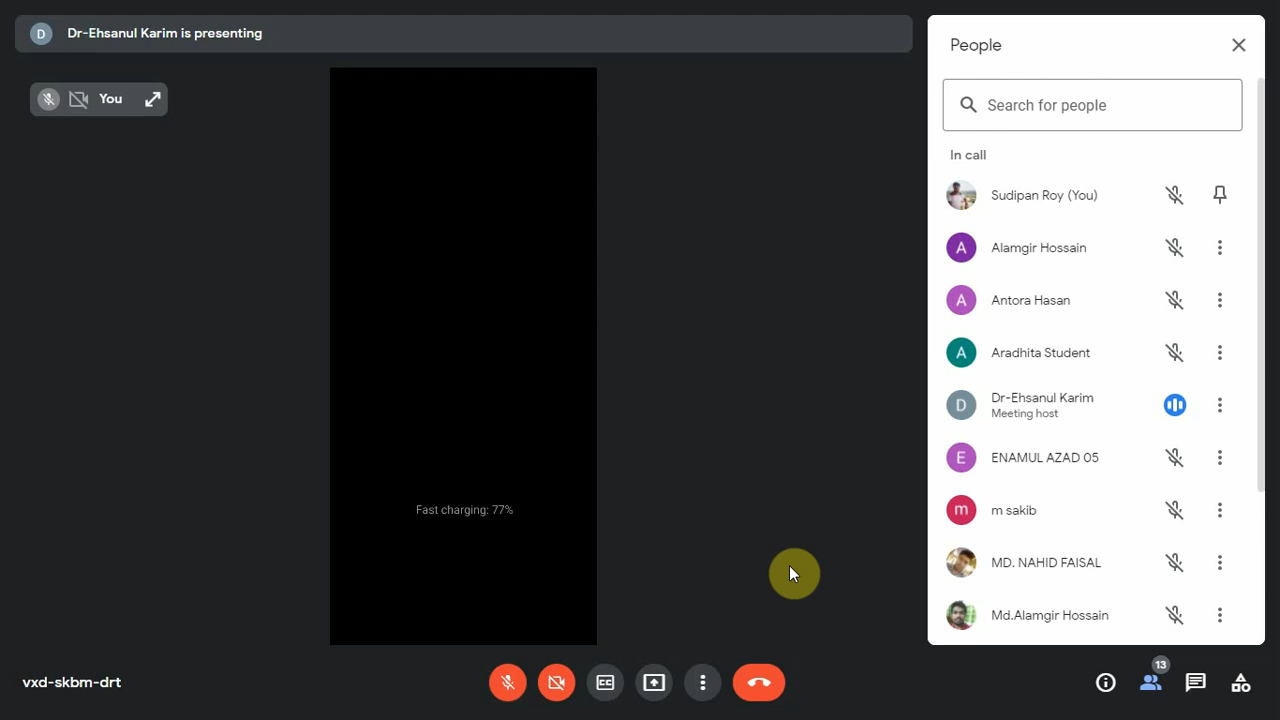 D Dr-Ehsanul Karim is presenting
You
Fast charging: 77%
vxd-skbm-drt
CC
People
Search for people
In call
Sudipan Roy (You)
A Alamgir Hossain
A Antora Hasan
A Aradhita Student
D Dr-Ehsanul Karim
Meeting host
E ENAMUL AZAD 05
m m sakib
MD. NAHID FAISAL
Md.Alamgir Hossain
13